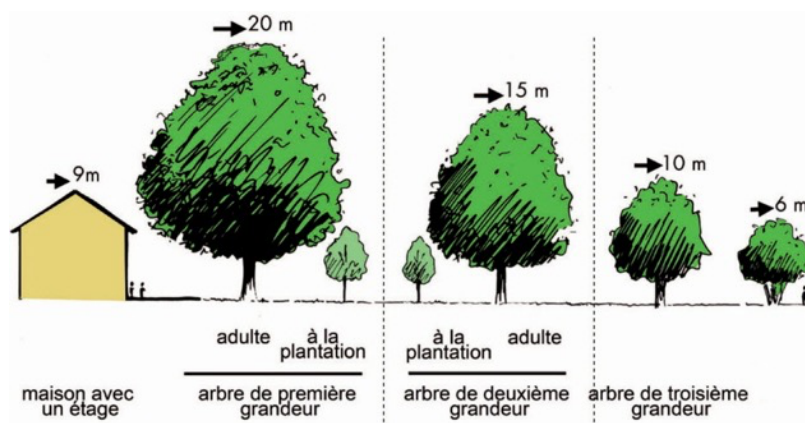 20 m
15 m
10 m
9m
6 m
adulte
à la
plantation
à la
plantation
adulte
maison avec
un étage
arbre de première
grandeur
arbre de deuxième
grandeur
arbre de troisième
grandeur